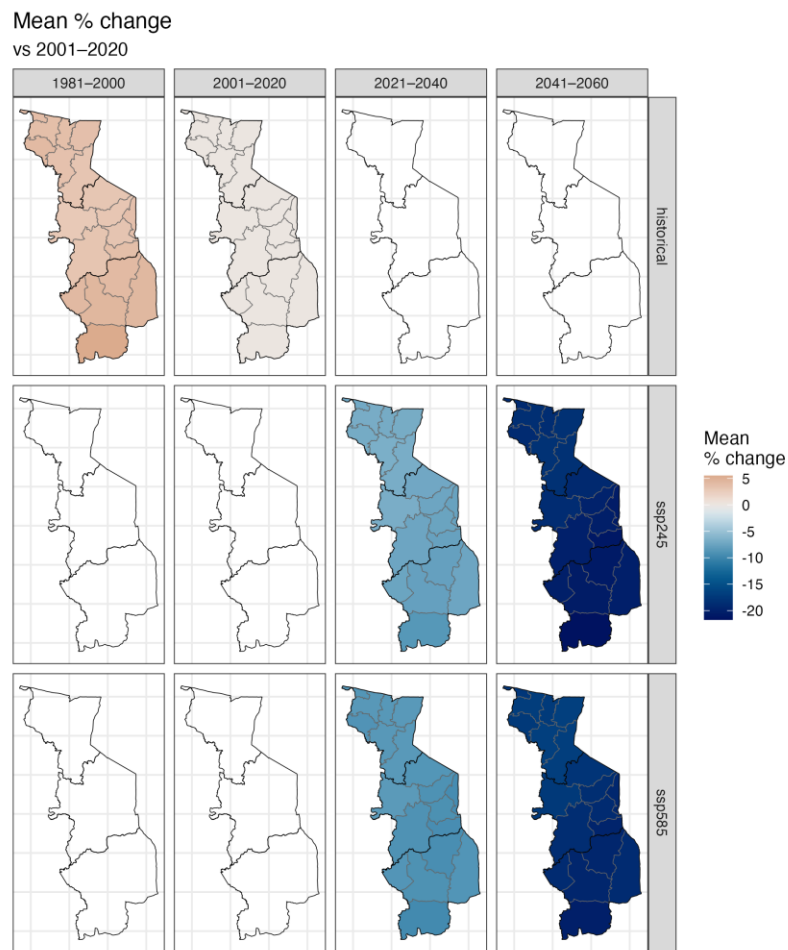 Mean % change
vs 2001–2020
1981–2000
2001–2020
2021–2040
2041–2060
historical
ssp245
ssp585
Mean
% change
5
0
-5
-10
-15
-20